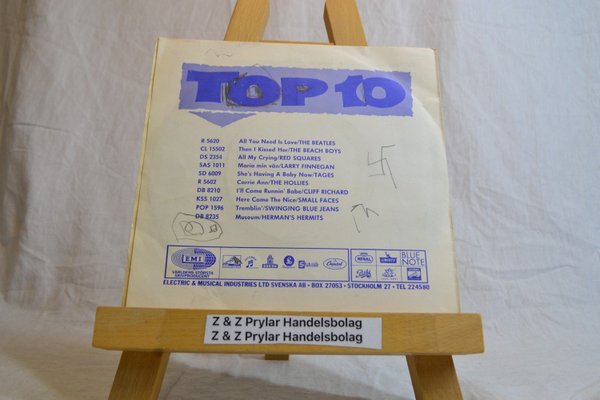 TOP 10
R 5620 All You Need Is Love/THE BEATLES
CL 15502 Then I Kissed Her/THE BEACH BOYS
DS 2354 All My Crying/RED SQUARES
SAS 1011 Maria min vän/LARRY FINNEGAN
SD 6009 She's Having A Baby Now/TAGES
R 5602 Carrie Ann/THE HOLLIES
DB 8210 I'll Come Runnin' Babe/CLIFF RICHARD
KSS 1027 Here Come The Nice/SMALL FACES
POP 1596 Tremblin'/SWINGING BLUE JEANS
DB 8235 Museum/HERMAN'S HERMITS
EMI
VÄRLDENS STÖRSTA
Capitol
REGAL
BLUE
NOTE
ELECTRIC & MUSICAL INDUSTRIES LTD SVENSKA AB • BOX 27053 • STOCKHOLM 27 • TEL 224580
Z & Z Prylar Handelsbolag
Z & Z Prylar Handelsbolag